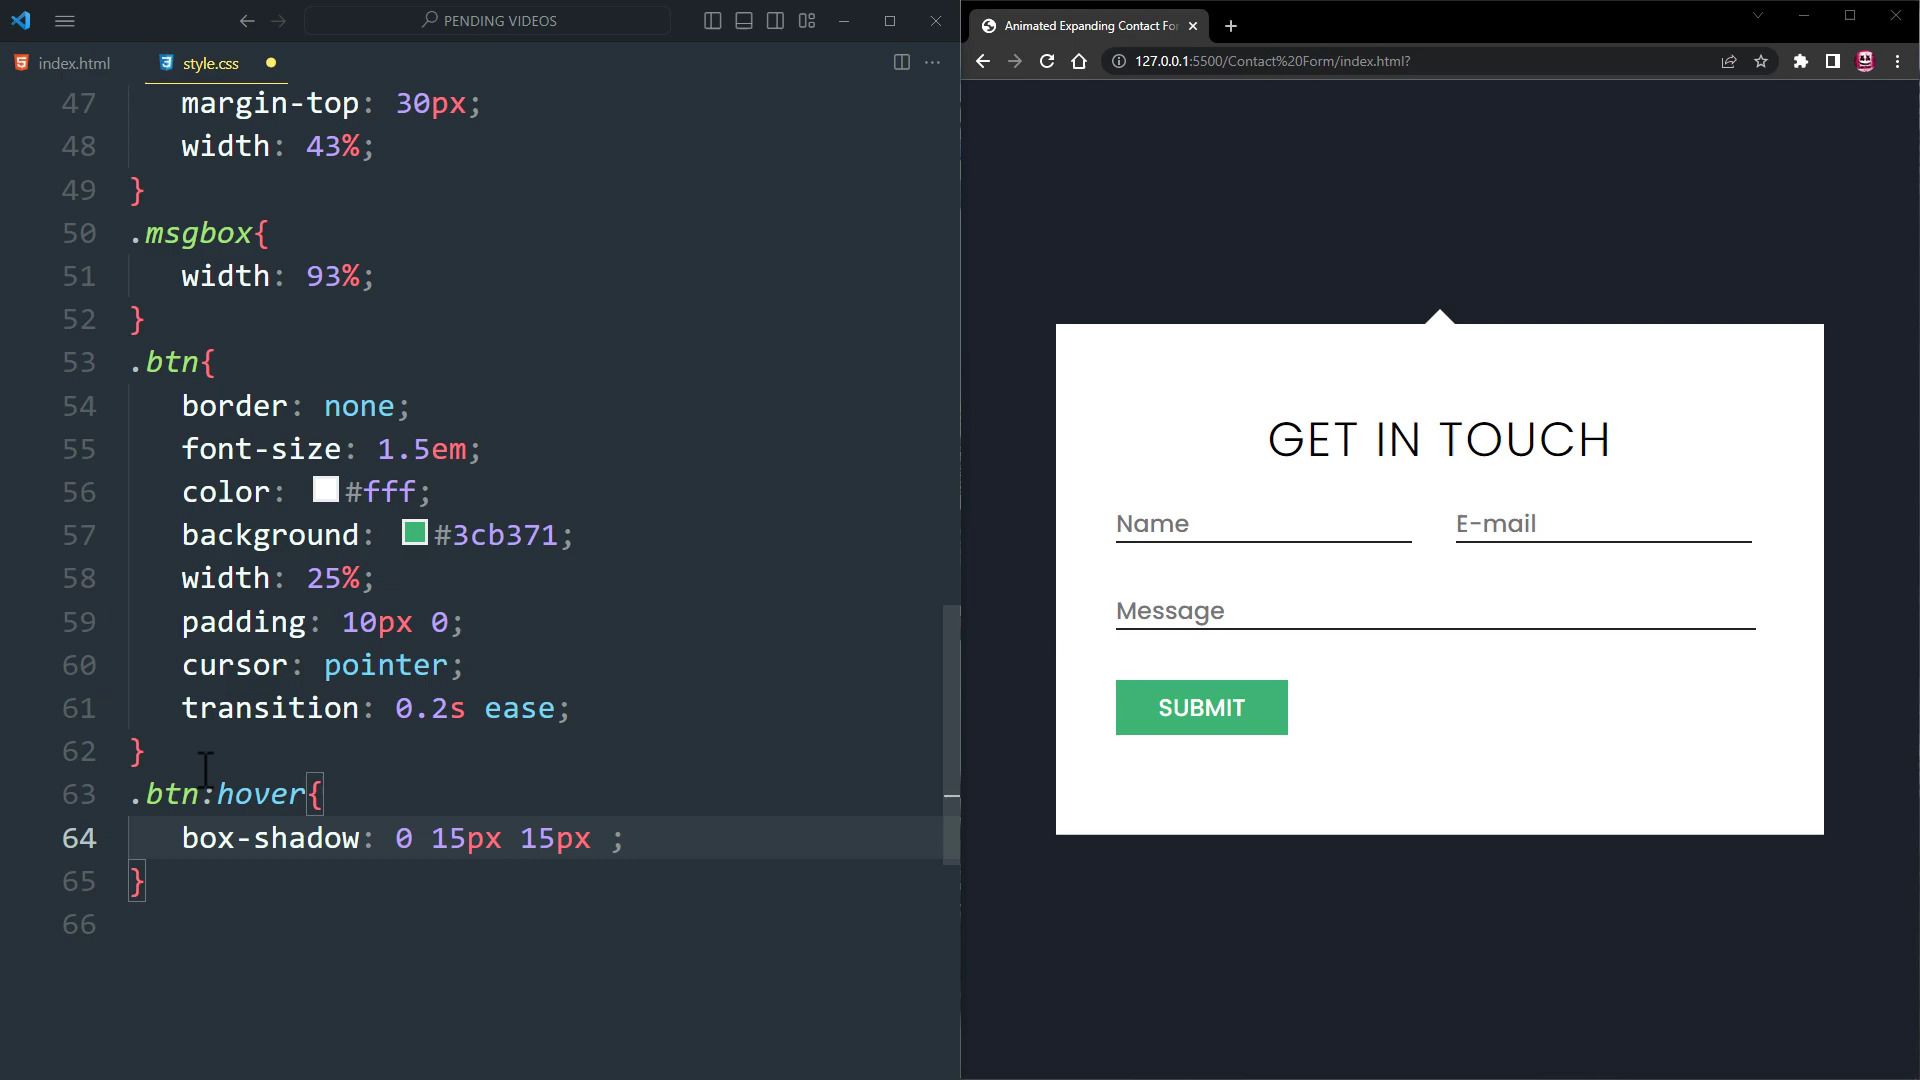 PENDING VIDEOS
index.html
style.css
47 margin-top: 30px;
48 width: 43%;
49 }
50 .msgbox{
51 width: 93%;
52 }
53 .btn{
54 border: none;
55 font-size: 1.5em;
56 color: #fff;
57 background: #3cb371;
58 width: 25%;
59 padding: 10px 0;
60 cursor: pointer;
61 transition: 0.2s ease;
62 }
63 .btn:hover{
64 box-shadow: 0 15px 15px ;
65 }
66
Animated Expanding Contact For
127.0.0.1:5500/Contact%20Form/index.html?
GET IN TOUCH
Name E-mail
Message
SUBMIT